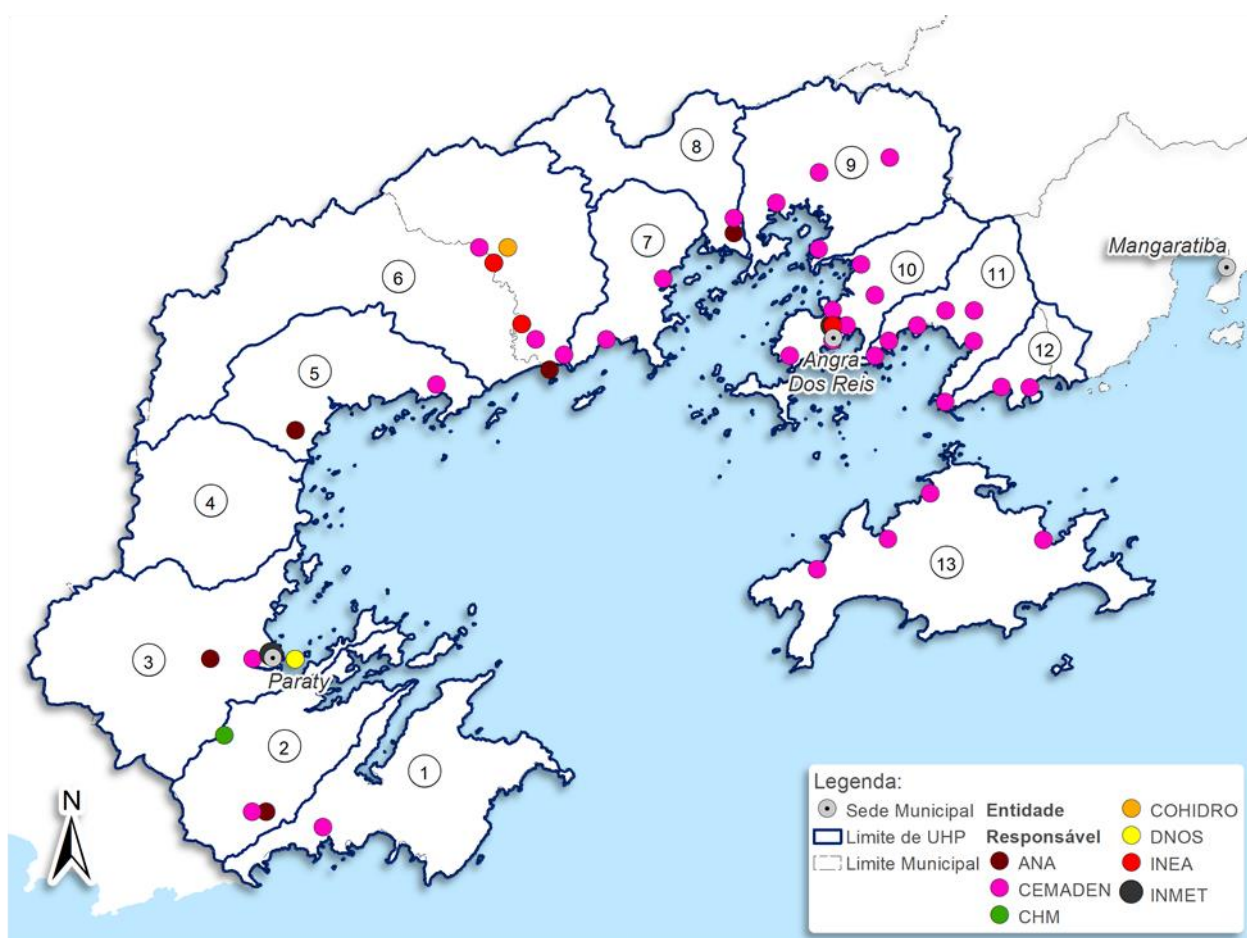 8
9
7
Mangaratiba
10
11
6
12
5
Angra
Dos Reis
4
13
3
Paraty
2
1
N
Legenda:
Sede Municipal
Limite de UHP
Limite Municipal
Entidade
Responsável
ANA
CEMADEN
CHM
COHIDRO
DNOS
INEA
INMET